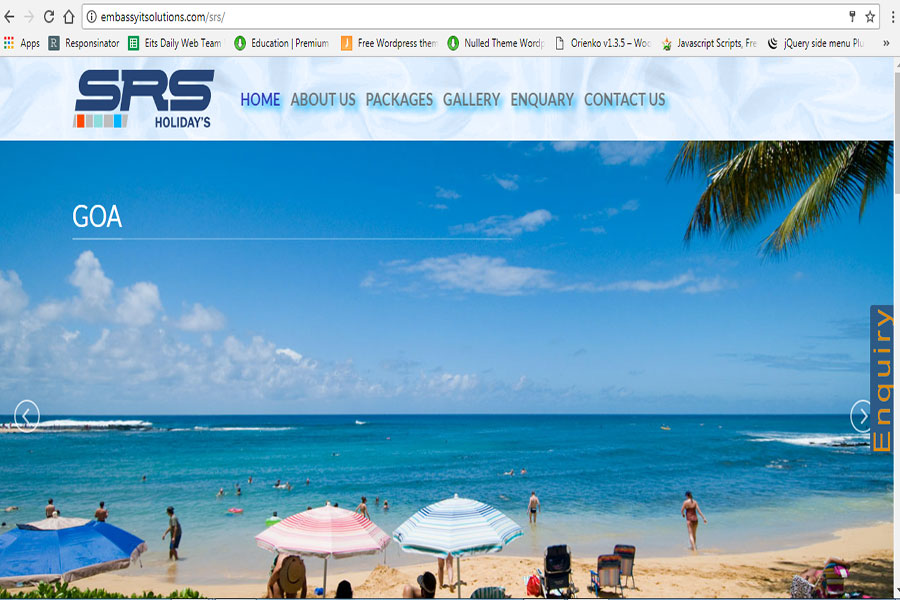 embassyitsolutions.com/srs/
Apps Responsinator Eits Daily Web Team Education | Premium Free Wordpress them Nulled Theme Wordp Orienko v1.3.5 – Woo Javascript Scripts, Fre jQuery side menu Plu »
SRS
HOLIDAY'S
HOME ABOUT US PACKAGES GALLERY ENQUARY CONTACT US
GOA
Enquiry